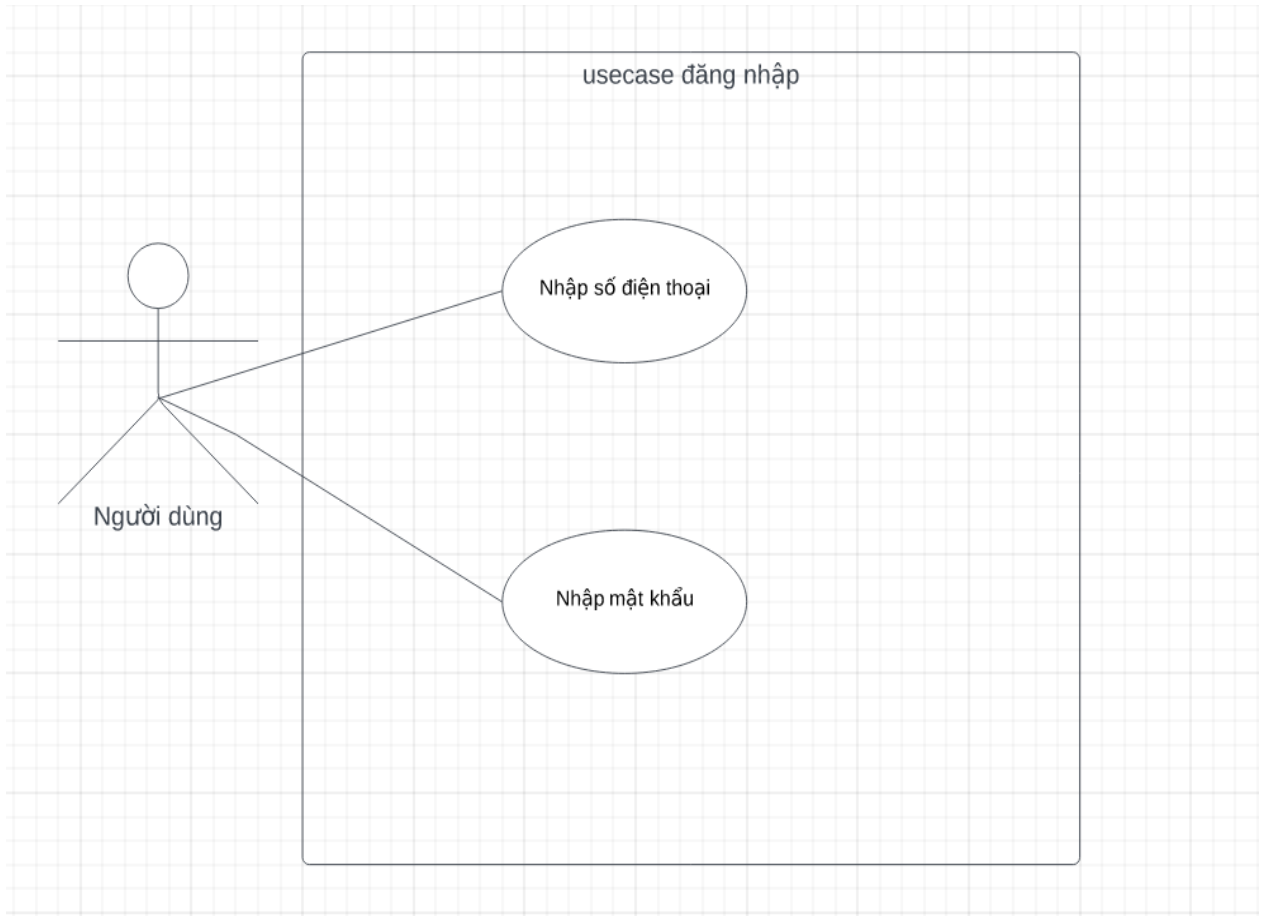 usecase đăng nhập
Nhập số điện thoại
Người dùng
Nhập mật khẩu